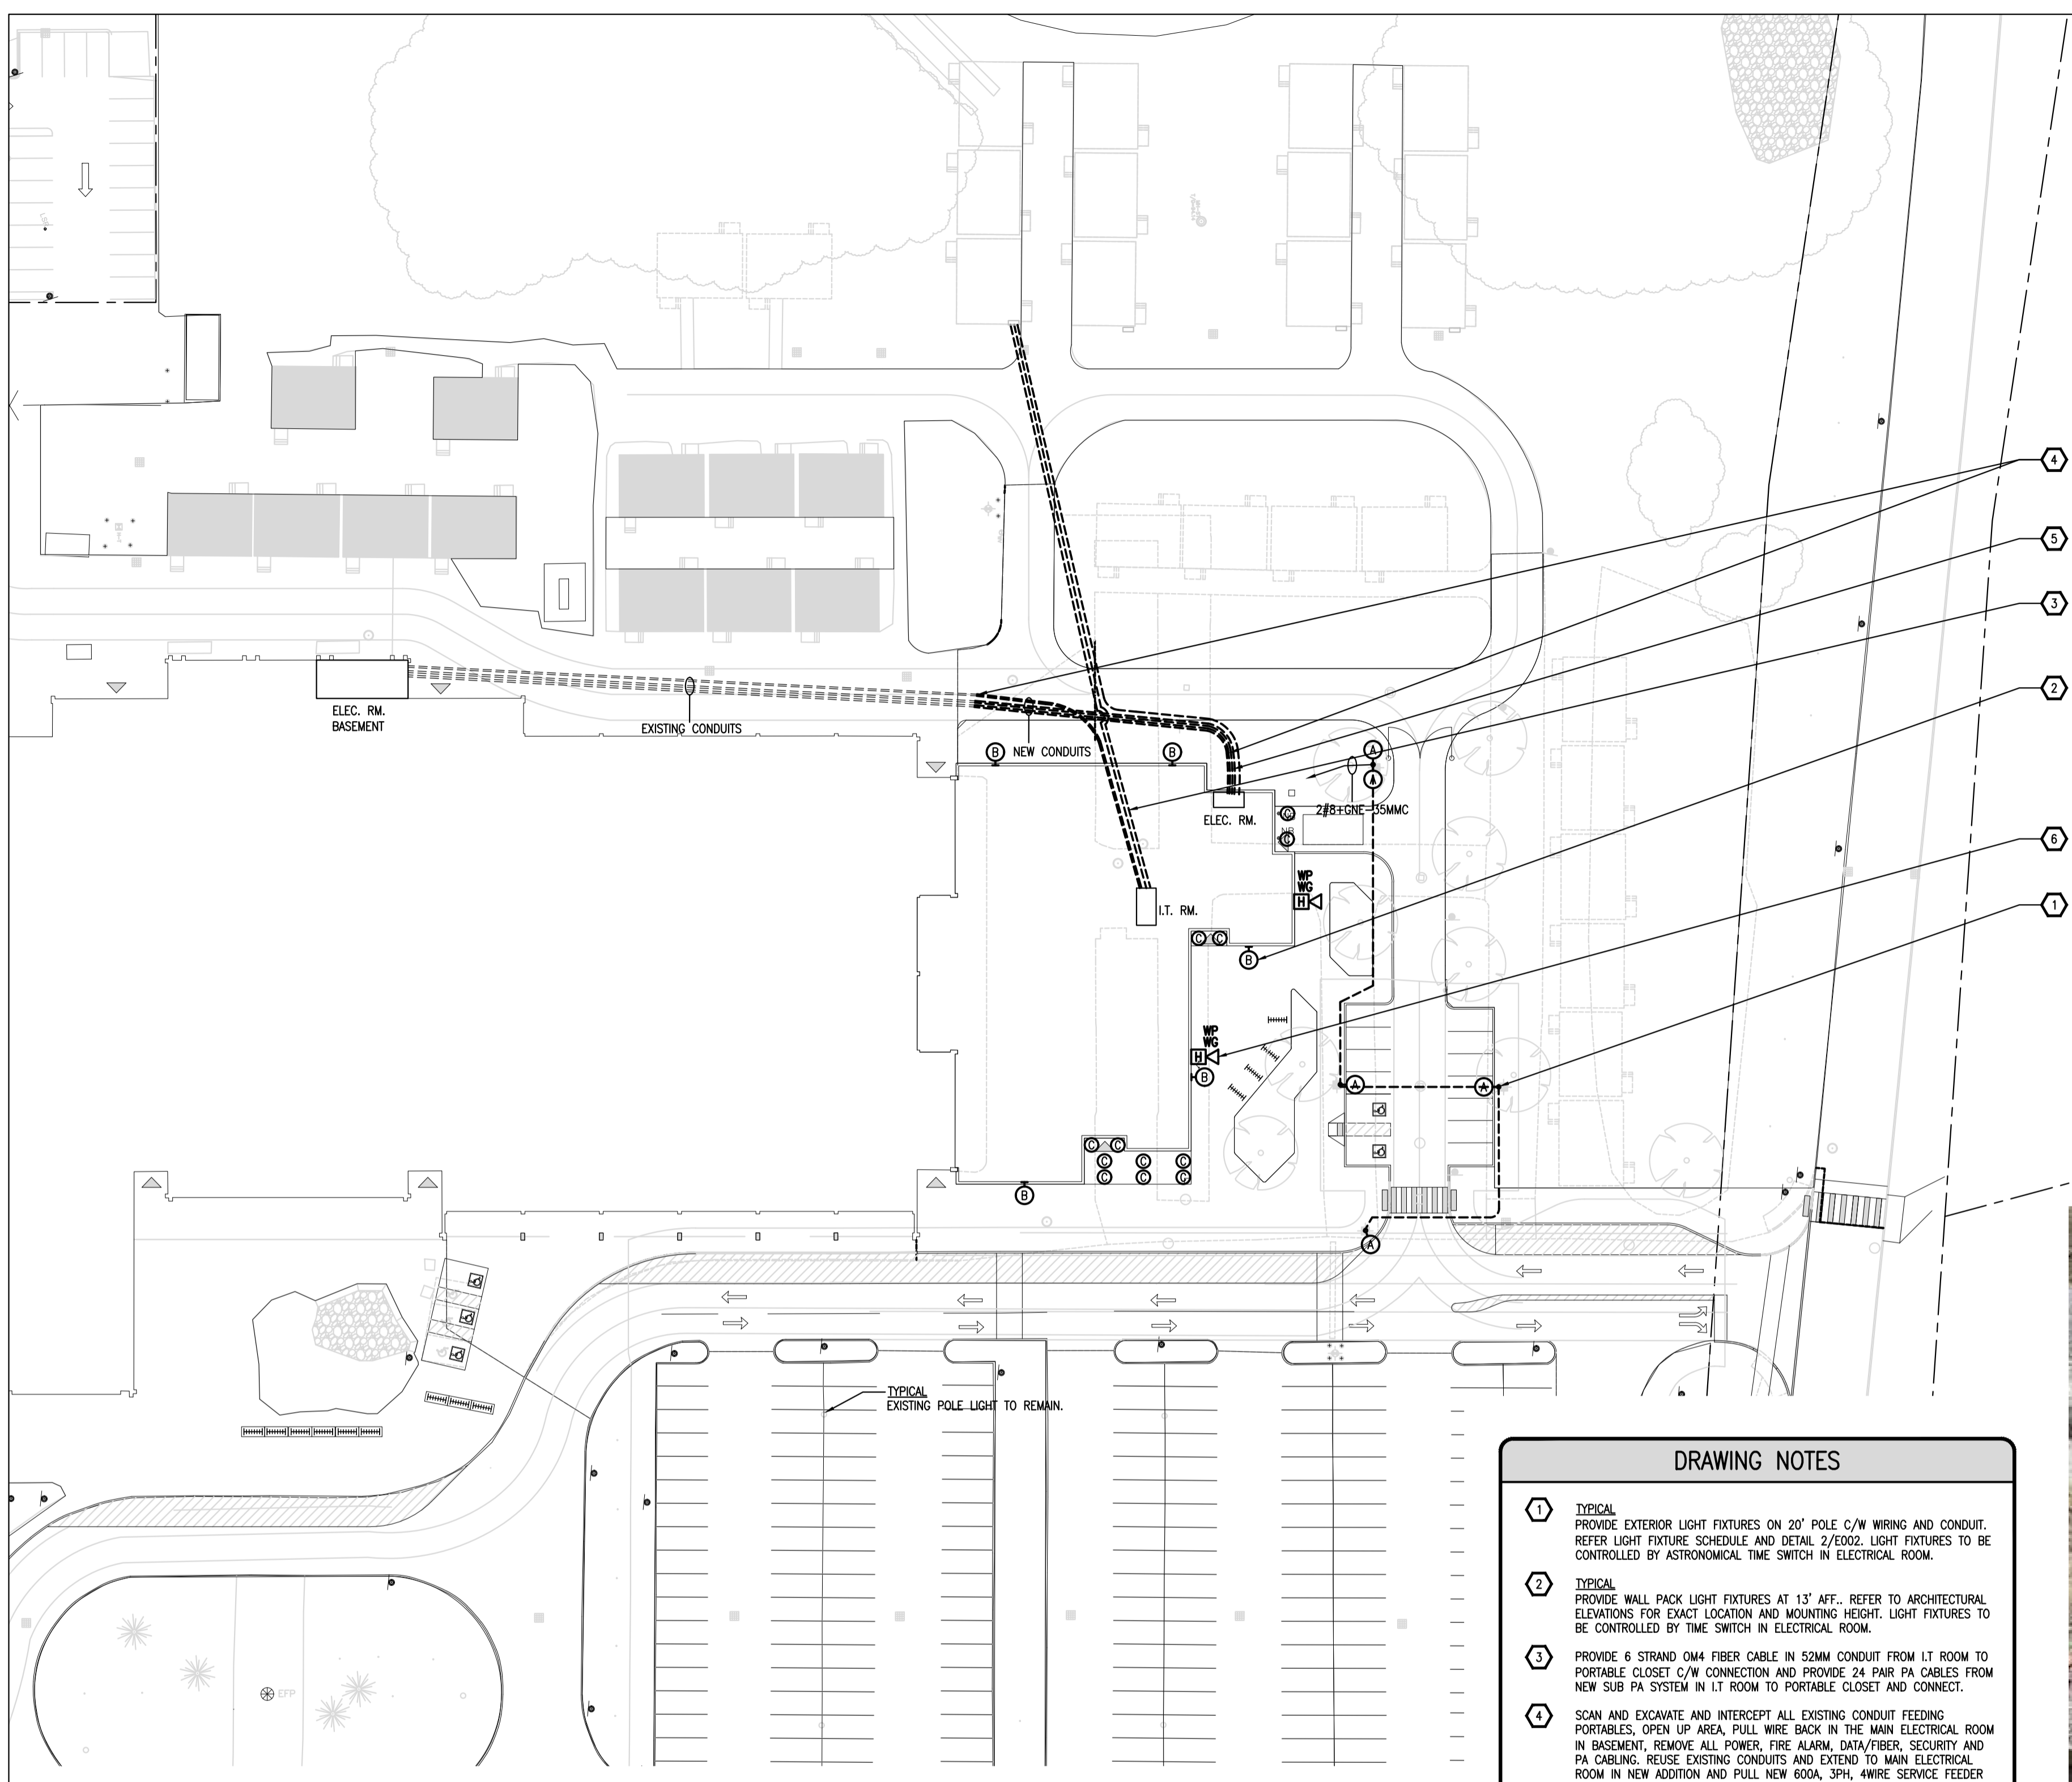 4
5
3
2
6
1
ELEC. RM.
BASEMENT
EXISTING CONDUITS
B
NEW CONDUITS
B
A
A
2#8+GNE-35MMC
ELEC. RM.
C
C
WP
WG
H
I.T. RM.
C
C
B
WP
WG
H
B
A
A
C
C
C
C
C
C
C
C
B
A
TYPICAL
EXISTING POLE LIGHT TO REMAIN.
EFP
DRAWING NOTES
1
TYPICAL
PROVIDE EXTERIOR LIGHT FIXTURES ON 20' POLE C/W WIRING AND CONDUIT.
REFER LIGHT FIXTURE SCHEDULE AND DETAIL 2/E002. LIGHT FIXTURES TO BE
CONTROLLED BY ASTRONOMICAL TIME SWITCH IN ELECTRICAL ROOM.
2
TYPICAL
PROVIDE WALL PACK LIGHT FIXTURES AT 13' AFF.. REFER TO ARCHITECTURAL
ELEVATIONS FOR EXACT LOCATION AND MOUNTING HEIGHT. LIGHT FIXTURES TO
BE CONTROLLED BY TIME SWITCH IN ELECTRICAL ROOM.
3
PROVIDE 6 STRAND OM4 FIBER CABLE IN 52MM CONDUIT FROM I.T ROOM TO
PORTABLE CLOSET C/W CONNECTION AND PROVIDE 24 PAIR PA CABLES FROM
NEW SUB PA SYSTEM IN I.T ROOM TO PORTABLE CLOSET AND CONNECT.
4
SCAN AND EXCAVATE AND INTERCEPT ALL EXISTING CONDUIT FEEDING
PORTABLES, OPEN UP AREA, PULL WIRE BACK IN THE MAIN ELECTRICAL ROOM
IN BASEMENT, REMOVE ALL POWER, FIRE ALARM, DATA/FIBER, SECURITY AND
PA CABLING. REUSE EXISTING CONDUITS AND EXTEND TO MAIN ELECTRICAL
ROOM IN NEW ADDITION AND PULL NEW 600A, 3PH, 4WIRE SERVICE FEEDER